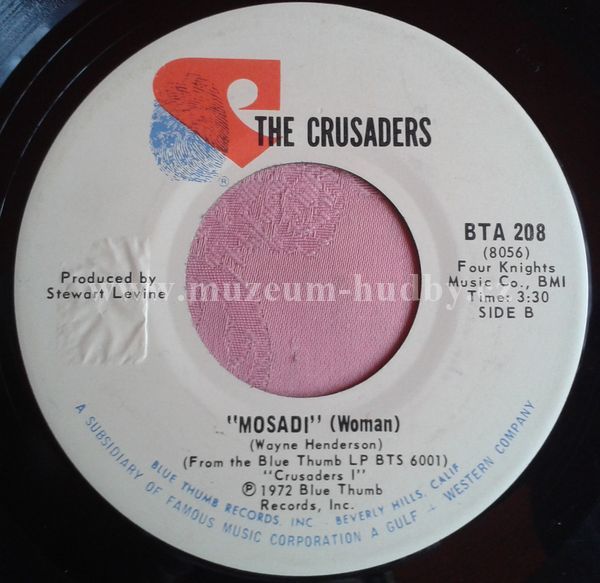 ®
THE CRUSADERS
BTA 208
(8056)
Four Knights
Music Co., BMI
Time: 3:30
SIDE B
Produced by
Stewart Levine
www.muzeum-hudby.cz
"MOSADI" (Woman)
(Wayne Henderson)
(From the Blue Thumb LP BTS 6001)
"Crusaders I"
℗ 1972 Blue Thumb
Records, Inc.
BLUE THUMB RECORDS, INC - BEVERLY HILLS, CALIF
A SUBSIDIARY OF FAMOUS MUSIC CORPORATION A GULF + WESTERN COMPANY